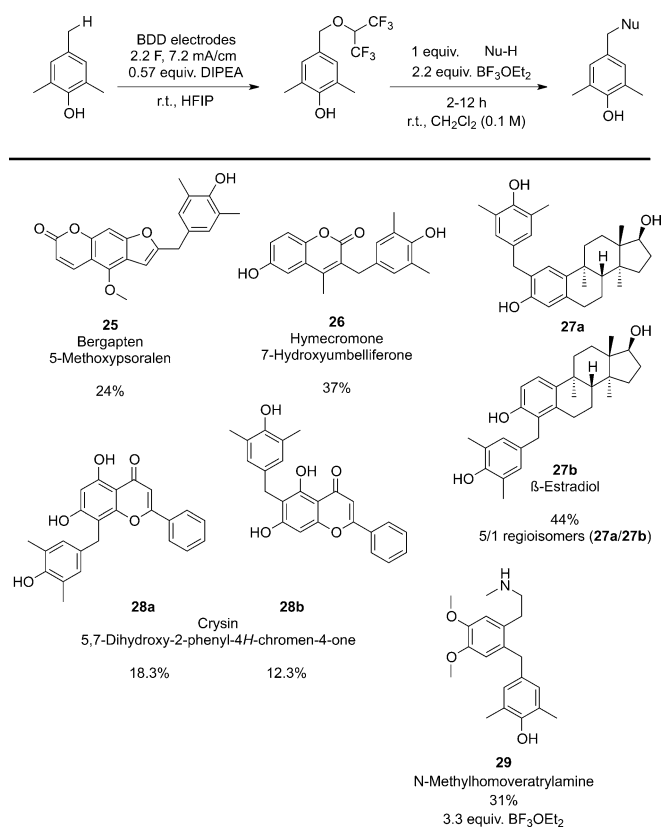 H
BDD electrodes
2.2 F, 7.2 mA/cm
0.57 equiv. DIPEA
r.t., HFIP
OH
O CF3
CF3
OH
1 equiv. Nu-H
2.2 equiv. BF3OEt2
2-12 h
r.t., CH2Cl2 (0.1 M)
Nu
OH
OH
O O O
O
25
Bergapten
5-Methoxypsoralen
24%
O O OH
HO
26
Hymecromone
7-Hydroxyumbelliferone
37%
OH
OH
H
HO
27a
OH
H
HO
HO
27b
ß-Estradiol
44%
5/1 regioisomers (27a/27b)
OH O
HO O
HO
28a
OH
OH O
HO O
28b
Crysin
5,7-Dihydroxy-2-phenyl-4H-chromen-4-one
18.3% 12.3%
HN
O
O
OH
29
N-Methylhomoveratrylamine
31%
3.3 equiv. BF3OEt2